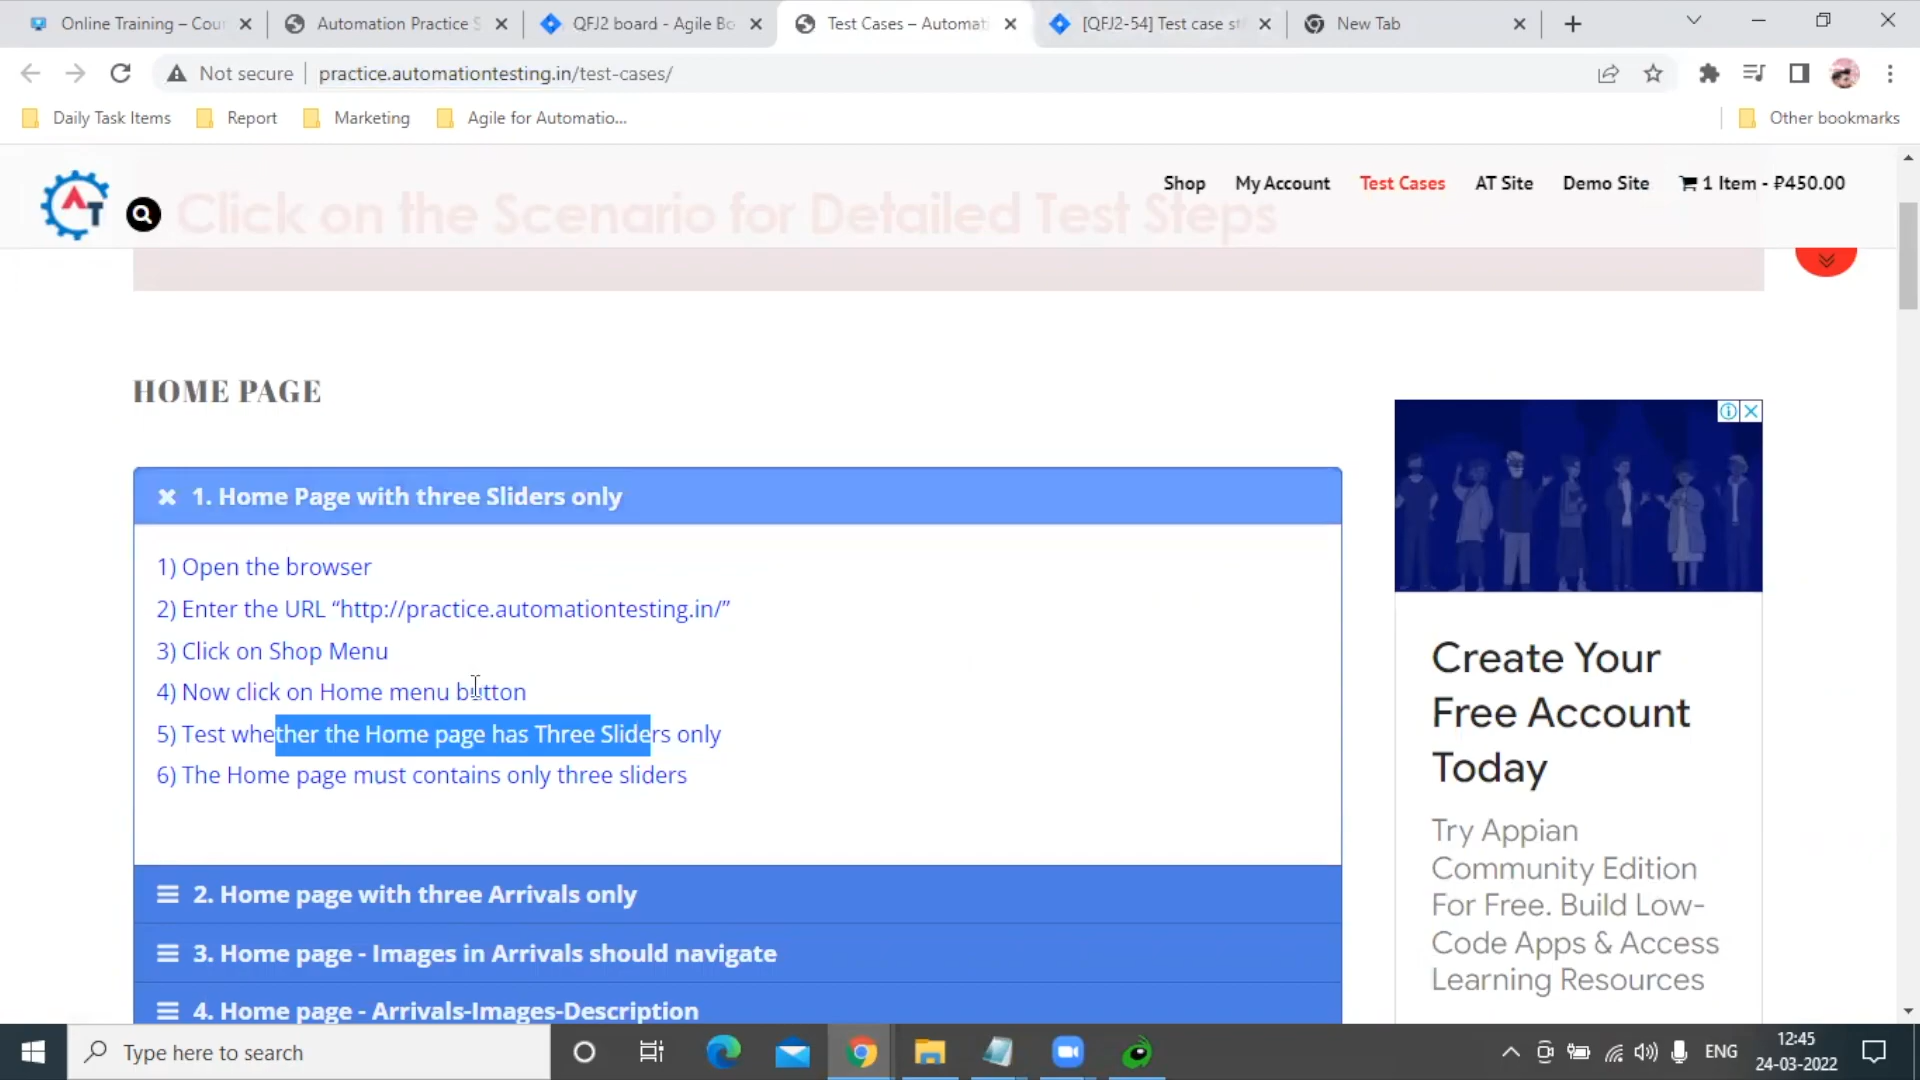 Online Training – Cou
Automation Practice S
QFJ2 board - Agile Bo
Test Cases – Automat
[QFJ2-54] Test case st
New Tab
Not secure
practice.automationtesting.in/test-cases/
Daily Task Items
Report
Marketing
Agile for Automatio...
Other bookmarks
AT
Click on the Scenario for Detailed Test Steps
Shop
My Account
Test Cases
AT Site
Demo Site
1 Item - ₹450.00
HOME PAGE
1. Home Page with three Sliders only
1) Open the browser
2) Enter the URL “http://practice.automationtesting.in/”
3) Click on Shop Menu
4) Now click on Home menu button
5) Test whether the Home page has Three Sliders only
6) The Home page must contains only three sliders
2. Home page with three Arrivals only
3. Home page - Images in Arrivals should navigate
4. Home page - Arrivals-Images-Description
Create Your
Free Account
Today
Try Appian
Community Edition
For Free. Build Low-
Code Apps & Access
Learning Resources
Type here to search
ENG
12:45
24-03-2022